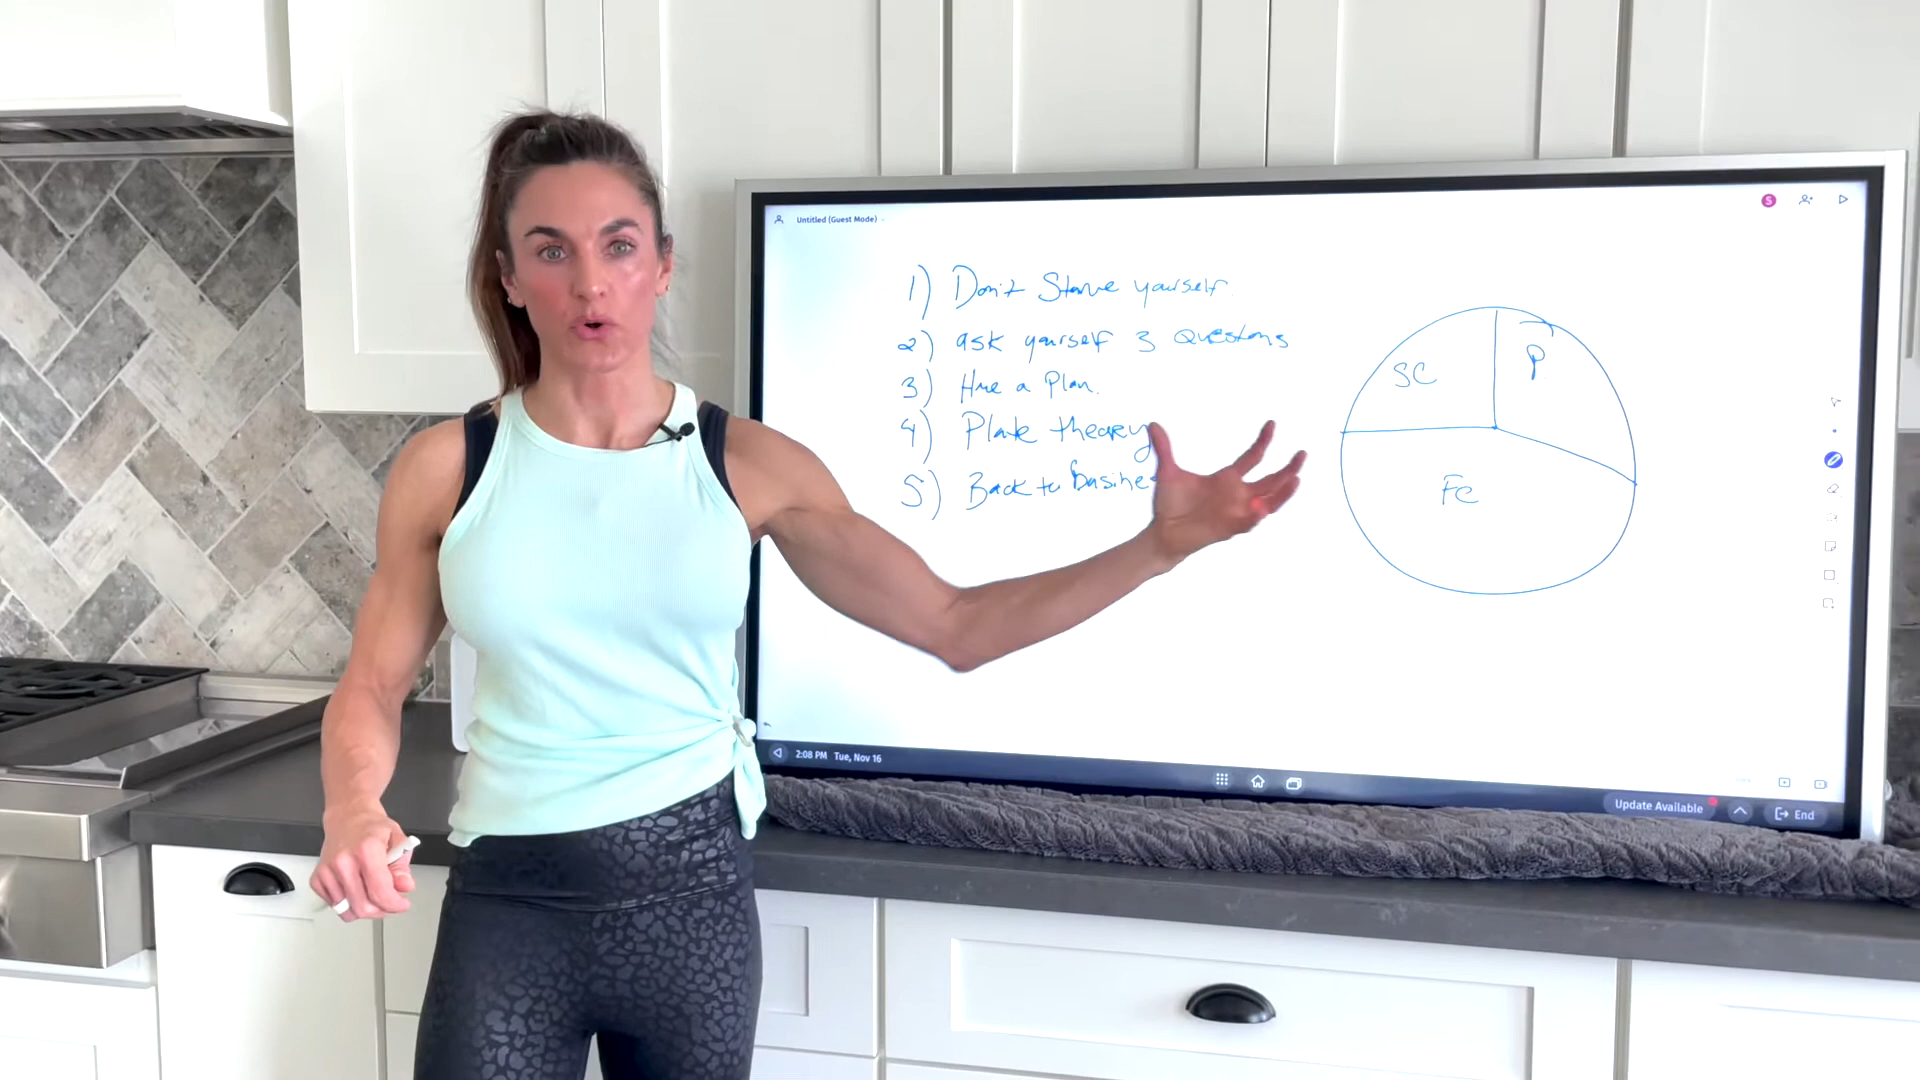 Untitled (Guest Mode)
S
1) Don't Starve yourself.
2) ask yourself 3 Questions
3) Have a Plan.
4) Plate theory
5) Back to Busine
SC
P
FC
2:08 PM Tue, Nov 16
Update Available
End